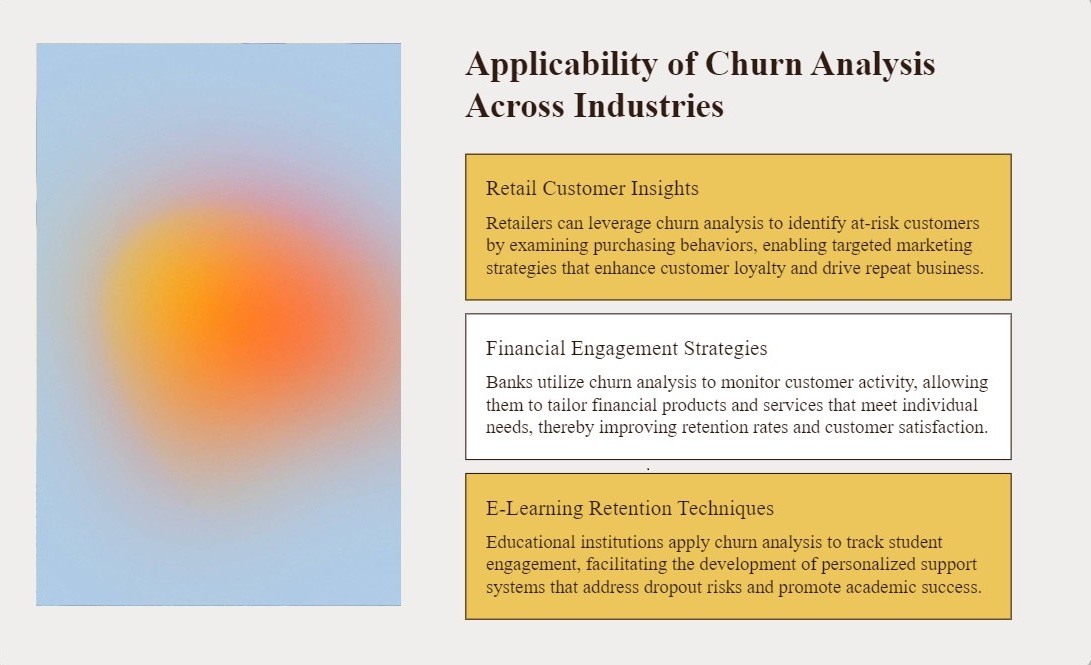 Applicability of Churn Analysis
Across Industries
Retail Customer Insights
Retailers can leverage churn analysis to identify at-risk customers
by examining purchasing behaviors, enabling targeted marketing
strategies that enhance customer loyalty and drive repeat business.
Financial Engagement Strategies
Banks utilize churn analysis to monitor customer activity, allowing
them to tailor financial products and services that meet individual
needs, thereby improving retention rates and customer satisfaction.
E-Learning Retention Techniques
Educational institutions apply churn analysis to track student
engagement, facilitating the development of personalized support
systems that address dropout risks and promote academic success.